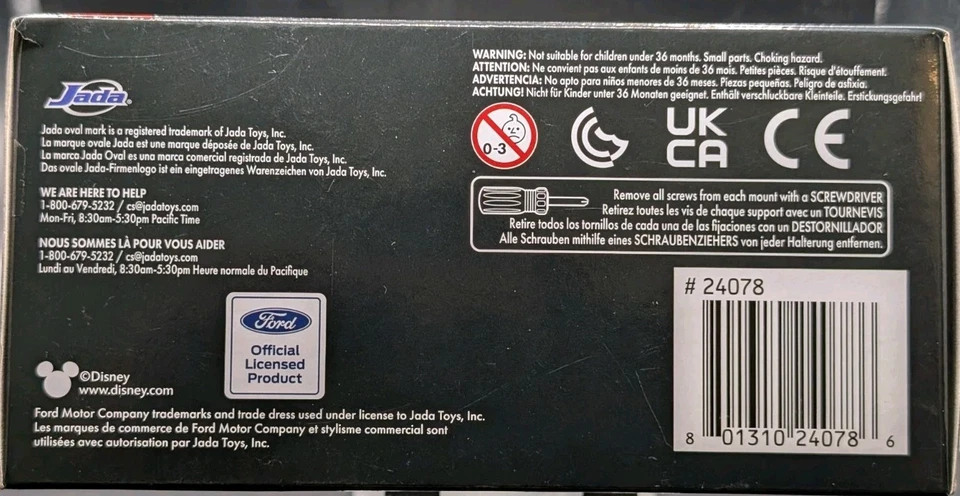 Jada
Jada oval mark is a registered trademark of Jada Toys, Inc.
La marque ovale Jada est une marque déposée de Jada Toys, Inc.
La marca Jada Oval es una marca comercial registrada de Jada Toys, Inc.
Das ovale Jada-Firmenlogo ist ein eingetragenes Warenzeichen von Jada Toys, Inc.
WE ARE HERE TO HELP
1-800-679-5232 / cs@jadatoys.com
Mon-Fri, 8:30am-5:30pm Pacific Time
NOUS SOMMES LÀ POUR VOUS AIDER
1-800-679-5232 / cs@jadatoys.com
Lundi au Vendredi, 8:30am-5:30pm Heure normale du Pacifique
Ford
Official
Licensed
Product
©Disney
www.disney.com
Ford Motor Company trademarks and trade dress used under license to Jada Toys, Inc.
Les marques de commerce de Ford Motor Company et stylisme commercial sont
utilisées avec autorisation par Jada Toys, Inc.
WARNING: Not suitable for children under 36 months. Small parts. Choking hazard.
ATTENTION: Ne convient pas aux enfants de moins de 36 mois. Petites pièces. Risque d'étouffement.
ADVERTENCIA: No apto para niños menores de 36 meses. Piezas pequeñas. Peligro de asfixia.
ACHTUNG! Nicht für Kinder unter 36 Monaten geeignet. Enthält verschluckbare Kleinteile. Erstickungsgefahr!
0-3
UK
CA
CE
Remove all screws from each mount with a SCREWDRIVER
Retirez toutes les vis de chaque support avec un TOURNEVIS
Retire todos los tornillos de cada una de las fijaciones con un DESTORNILLADOR
Alle Schrauben mithilfe eines SCHRAUBENZIEHERS von jeder Halterung entfernen.
# 24078
8 01310 24078 6